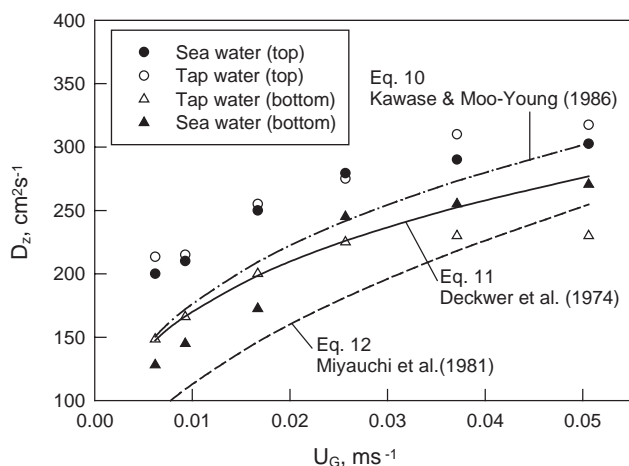 400
350
300
250
200
150
100
D_z, cm²s⁻¹
Sea water (top)
Tap water (top)
Tap water (bottom)
Sea water (bottom)
Eq. 10
Kawase & Moo-Young (1986)
Eq. 11
Deckwer et al. (1974)
Eq. 12
Miyauchi et al.(1981)
0.00 0.01 0.02 0.03 0.04 0.05 0.06
U_G, ms⁻¹